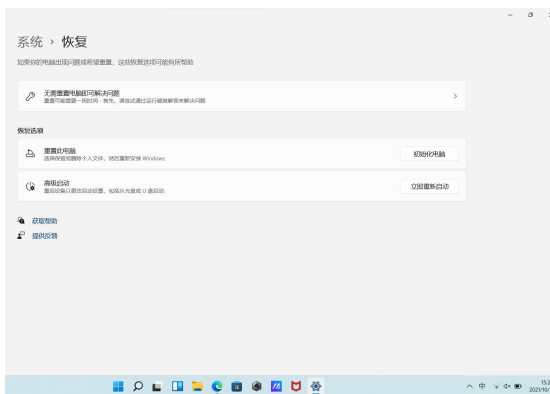 系统 › 恢复
如果你的电脑出现问题或希望重置，这些恢复选项可能有所帮助
无需重置电脑即可解决问题
重置可能需要一段时间 - 首先，请尝试通过运行疑难解答来解决问题
恢复选项
重置此电脑
选择保留或删除个人文件，然后重新安装 Windows
初始化电脑
高级启动
重启设备以更改启动设置，包括从光盘或 U 盘启动
立即重新启动
获取帮助
提供反馈
中
15:2
2021/10/